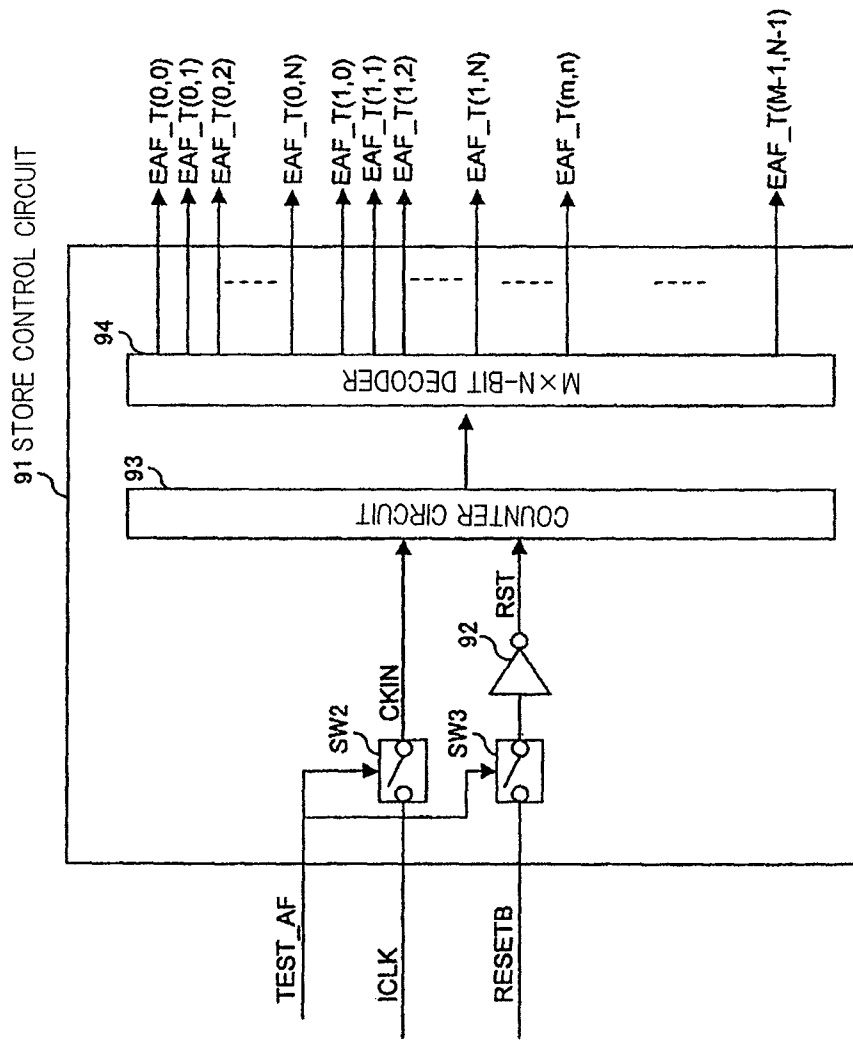 91 STORE CONTROL CIRCUIT
TEST_AF
ICLK
RESETB
SW2
CKIN
SW3
92
RST
93
COUNTER CIRCUIT
94
M×N-BIT DECODER
EAF_T(0,0)
EAF_T(0,1)
EAF_T(0,2)
EAF_T(0,N)
EAF_T(1,0)
EAF_T(1,1)
EAF_T(1,2)
EAF_T(1,N)
EAF_T(m,n)
EAF_T(M-1,N-1)